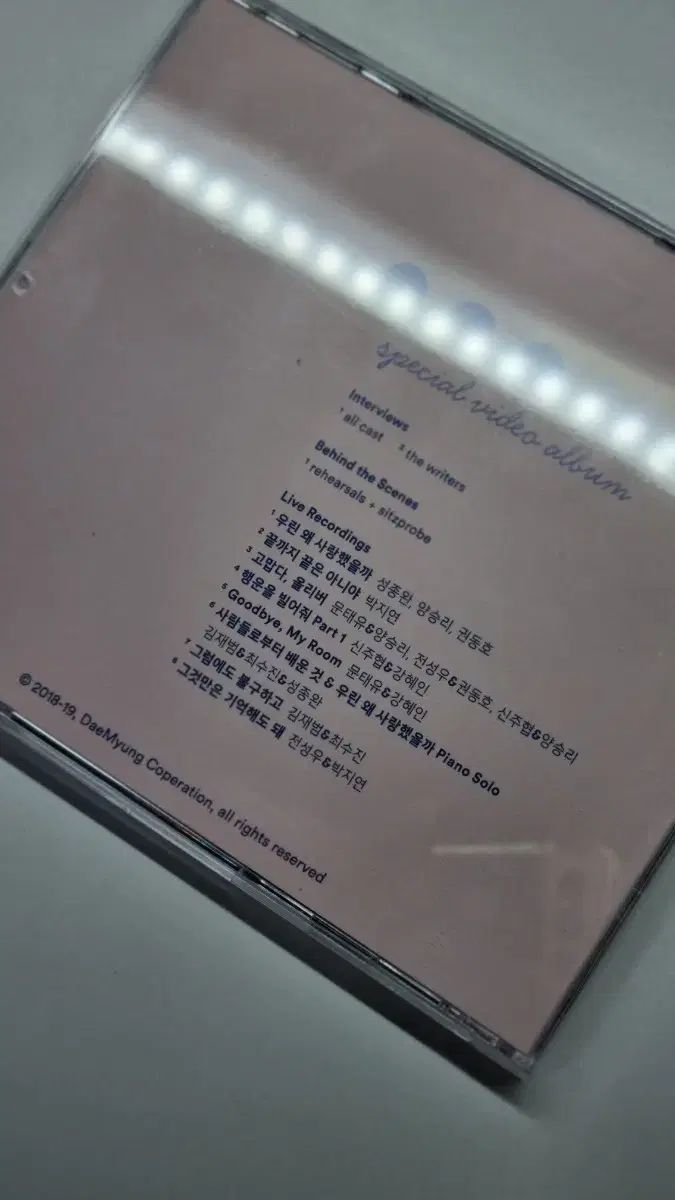 special video album
Interviews
1 all cast 2 the writers
Behind the Scenes
1 rehearsals + sitzprobe
Live Recordings
1 우린 왜 사랑했을까 성종완, 양승리, 권동호
2 끝까지 끝은 아니야 박지연
3 고맙다, 올리버 문태유&양승리, 전성우&권동호, 신주협&양승리
4 행운을 빌어줘 Part 1 신주협&강혜인
5 Goodbye, My Room 문태유&강혜인
6 사람들로부터 배운 것 & 우린 왜 사랑했을까 Piano Solo
김재범&최수진&성종완
7 그럼에도 불구하고 김재범&최수진
8 그것만은 기억해도 돼 전성우&박지연
© 2018-19, DaeMyung Coperation, all rights reserved